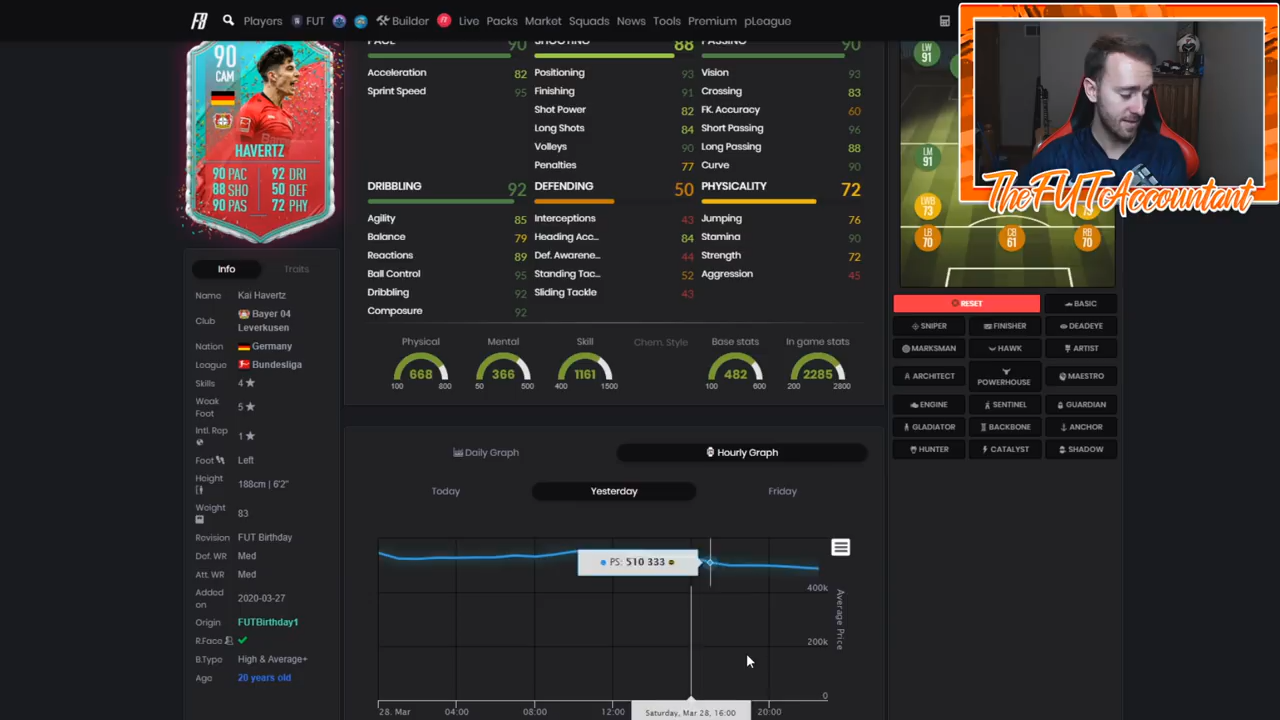 FB Players FUT Builder Live Packs Market Squads News Tools Premium pLeague
90
CAM
HAVERTZ
90 PAC 92 DRI
88 SHO 50 DEF
90 PAS 72 PHY
PACE 90 SHOOTING 88 PASSING 90
Acceleration 82 Positioning 93 Vision 93
Sprint Speed 95 Finishing 91 Crossing 83
Shot Power 82 FK Accuracy 60
Long Shots 84 Short Passing 96
Volleys 90 Long Passing 88
Penalties 77 Curve 90
DRIBBLING 92 DEFENDING 50 PHYSICALITY 72
Agility 85 Interceptions 43 Jumping 76
Balance 79 Heading Acc... 84 Stamina 90
Reactions 89 Def. Awarene... 44 Strength 72
Ball Control 95 Standing Tac... 52 Aggression 45
Dribbling 92 Sliding Tackle 43
Composure 92
Physical Mental Skill Chem. Style Base stats In game stats
668 366 1161 482 2285
100 800 50 500 400 1500 100 600 200 2800
Info Traits
Name Kai Havertz
Club Bayer 04 Leverkusen
Nation Germany
League Bundesliga
Skills 4★
Weak Foot 5★
Intl. Rep 1★
Foot Left
Height 188cm | 6'2"
Weight 83
Revision FUT Birthday
Def. WR Med
Att. WR Med
Added on 2020-03-27
Origin FUTBirthday1
R.Face
B.Type High & Average+
Age 20 years old
Daily Graph Hourly Graph
Today Yesterday Friday
PS: 510 333
400k
200k
0
Average Price
28. Mar 04:00 08:00 12:00 20:00
Saturday, Mar 28, 16:00
LW
91
LM
91
LWB
73
79
LB
70
CB
61
RB
70
TheFUTAccountant
RESET BASIC
SNIPER FINISHER DEADEYE
MARKSMAN HAWK ARTIST
ARCHITECT POWERHOUSE MAESTRO
ENGINE SENTINEL GUARDIAN
GLADIATOR BACKBONE ANCHOR
HUNTER CATALYST SHADOW